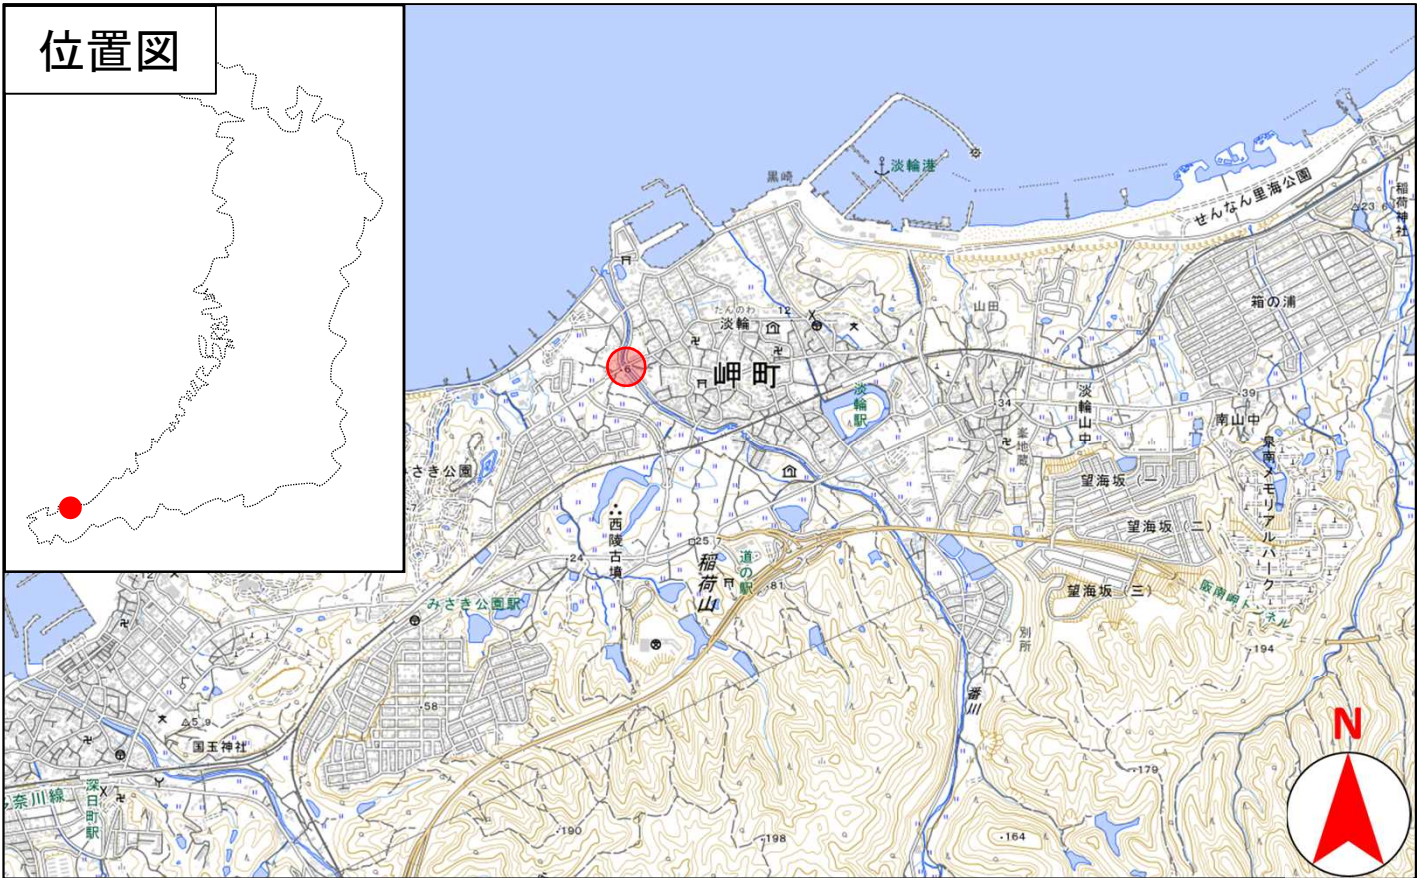 位置図
淡輪港
黒崎
せんなん里海公園
稲荷神社
23.6
箱の浦
山田
たんのわ
淡輪
12
6
岬町
淡輪駅
34
淡輪山中
39
南山中
峯地蔵
泉南メモリアルパーク
望海坂(一)
望海坂(二)
望海坂(三)
阪南岬トンネル
みさき公園
西陵古墳
24
25.7
稲荷山
道の駅
81
みさき公園駅
別所
番川
194
179
164
198
190
58
12
5.9
国玉神社
多奈川線
深日町駅
N